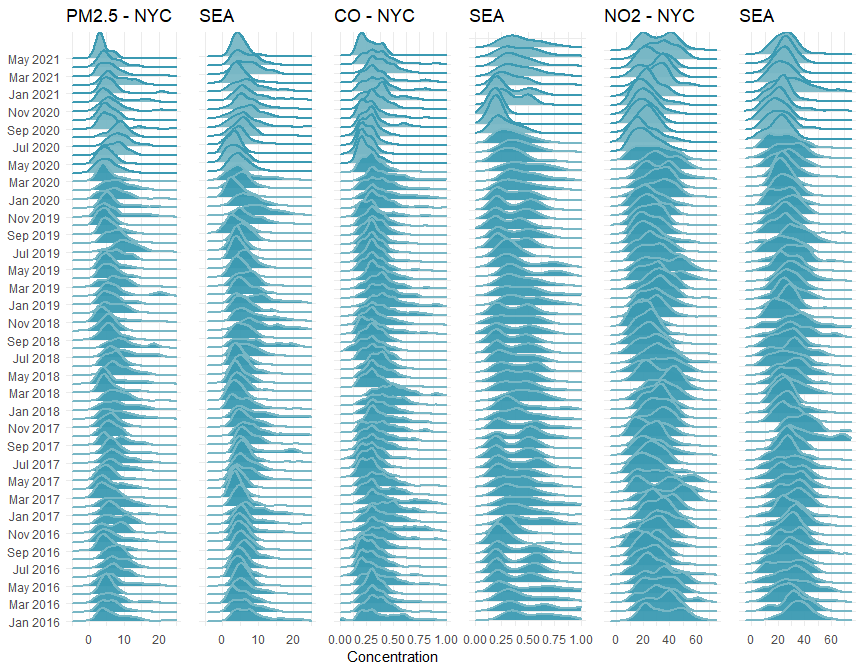 PM2.5 - NYC SEA CO - NYC SEA NO2 - NYC SEA
May 2021
Mar 2021
Jan 2021
Nov 2020
Sep 2020
Jul 2020
May 2020
Mar 2020
Jan 2020
Nov 2019
Sep 2019
Jul 2019
May 2019
Mar 2019
Jan 2019
Nov 2018
Sep 2018
Jul 2018
May 2018
Mar 2018
Jan 2018
Nov 2017
Sep 2017
Jul 2017
May 2017
Mar 2017
Jan 2017
Nov 2016
Sep 2016
Jul 2016
May 2016
Mar 2016
Jan 2016
0 10 20 0 10 20 0.00 0.25 0.50 0.75 1.00 0.00 0.25 0.50 0.75 1.00 0 20 40 60 0 20 40 60
Concentration